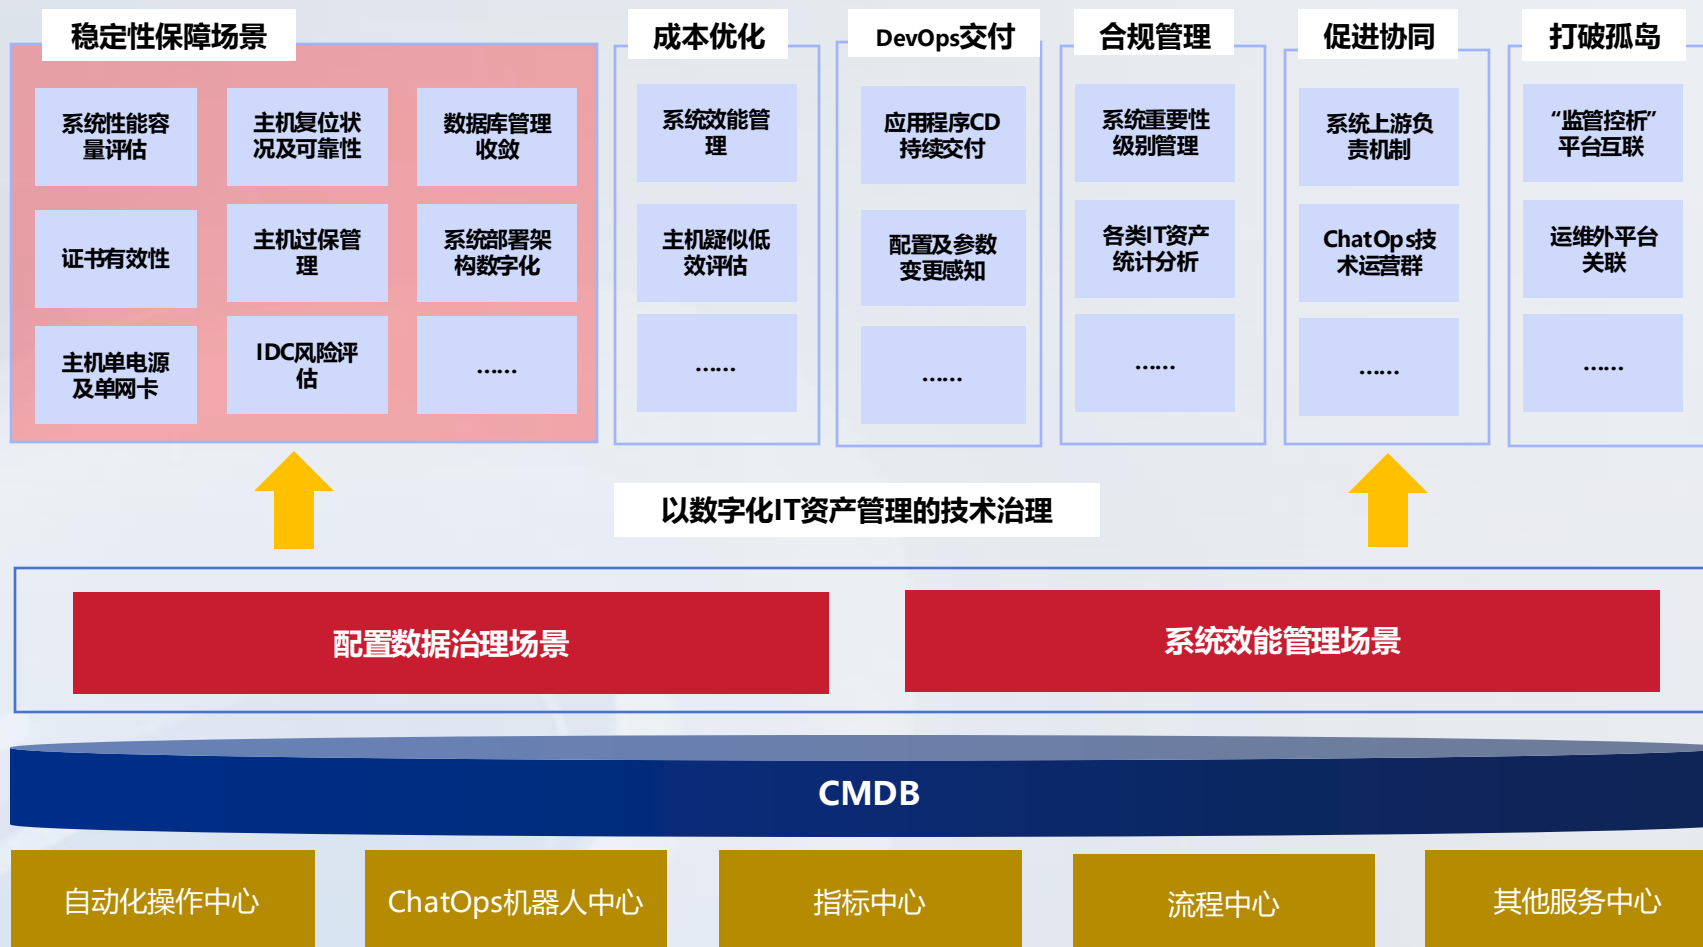 稳定性保障场景
系统性能容
量评估
主机复位状
况及可靠性
数据库管理
收敛
证书有效性
主机过保管
理
系统部署架
构数字化
主机单电源
及单网卡
IDC风险评
估
……
成本优化
系统效能管
理
主机疑似低
效评估
……
DevOps交付
应用程序CD
持续交付
配置及参数
变更感知
……
合规管理
系统重要性
级别管理
各类IT资产
统计分析
……
促进协同
系统上游负
责机制
ChatOps技
术运营群
……
打破孤岛
“监管控析”
平台互联
运维外平台
关联
……
以数字化IT资产管理的技术治理
配置数据治理场景
系统效能管理场景
CMDB
自动化操作中心
ChatOps机器人中心
指标中心
流程中心
其他服务中心